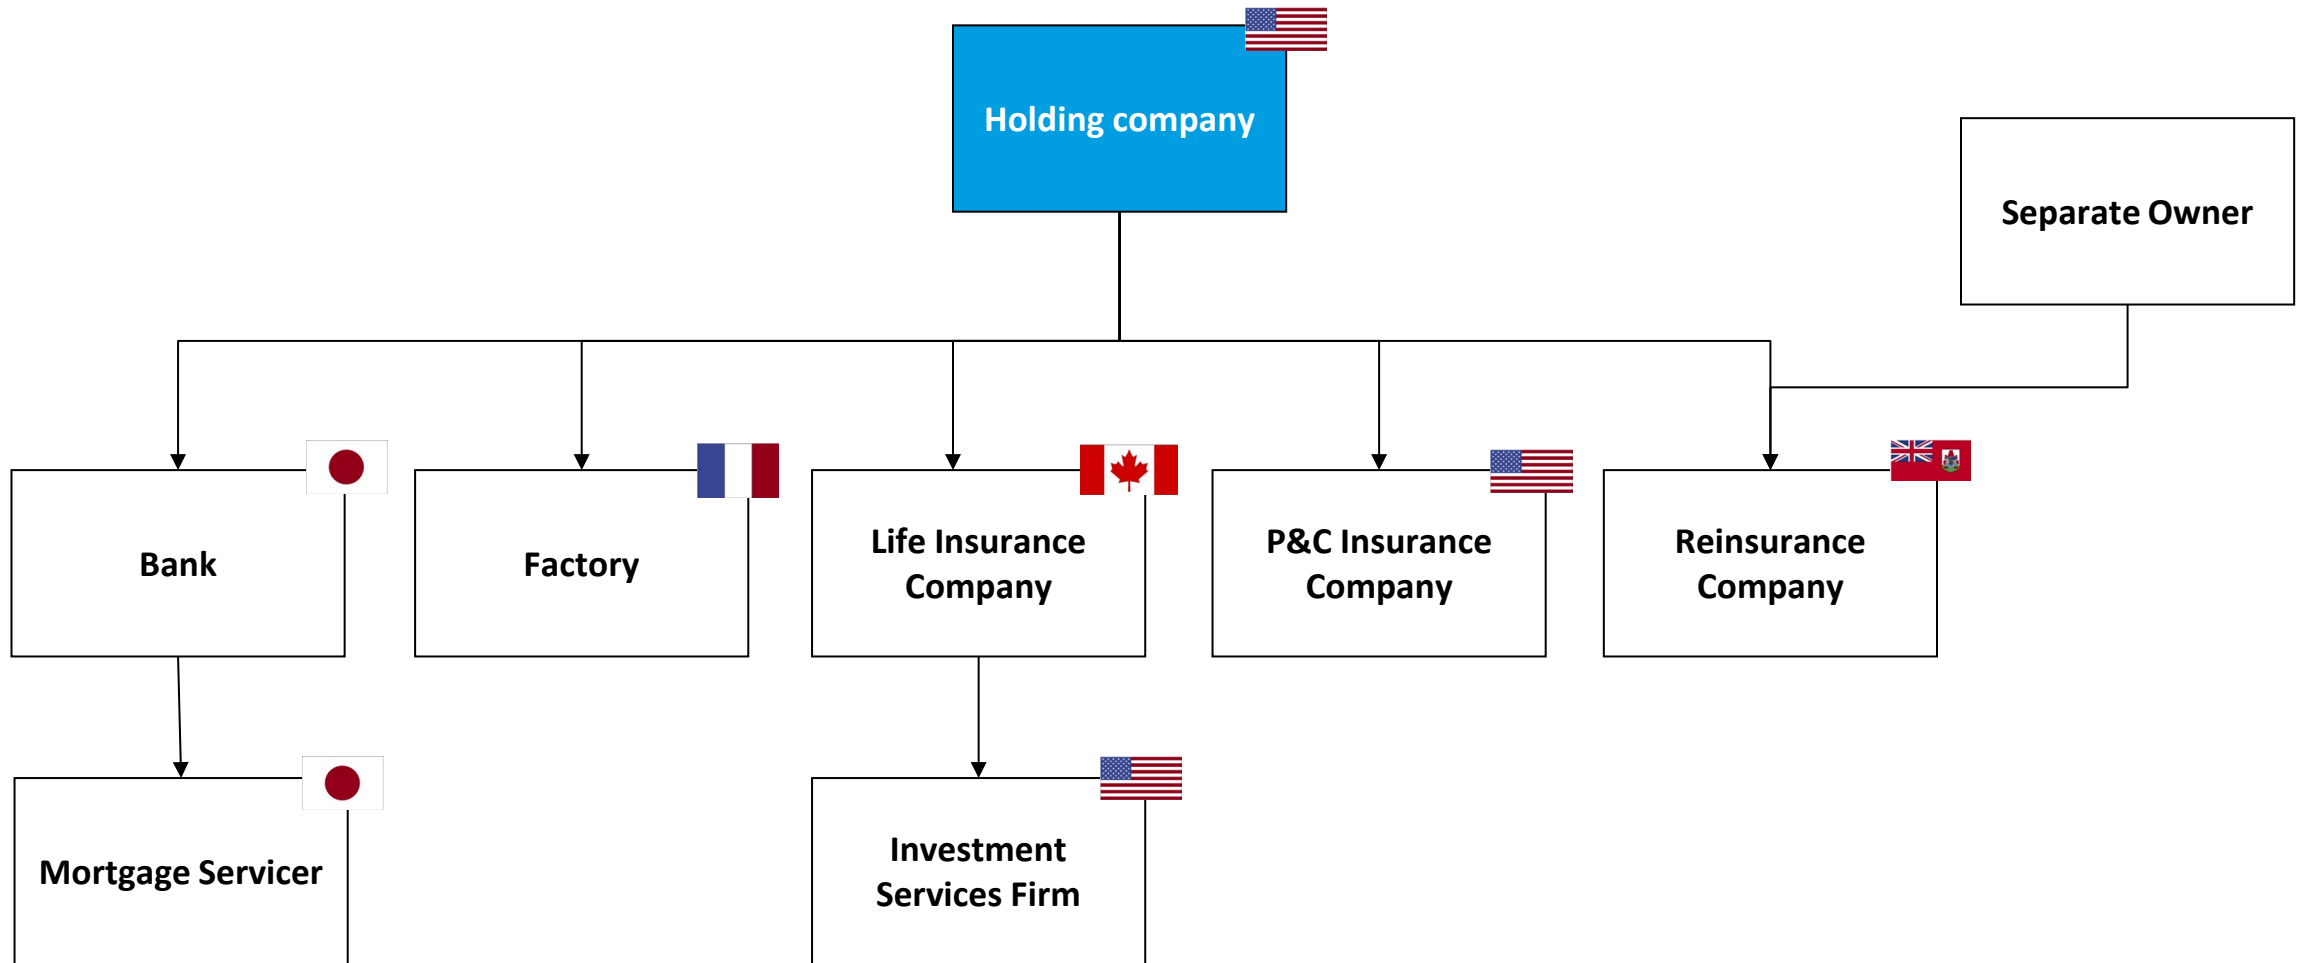 Holding company
Separate Owner
Bank
Factory
Life Insurance
Company
P&C Insurance
Company
Reinsurance
Company
Mortgage Servicer
Investment
Services Firm